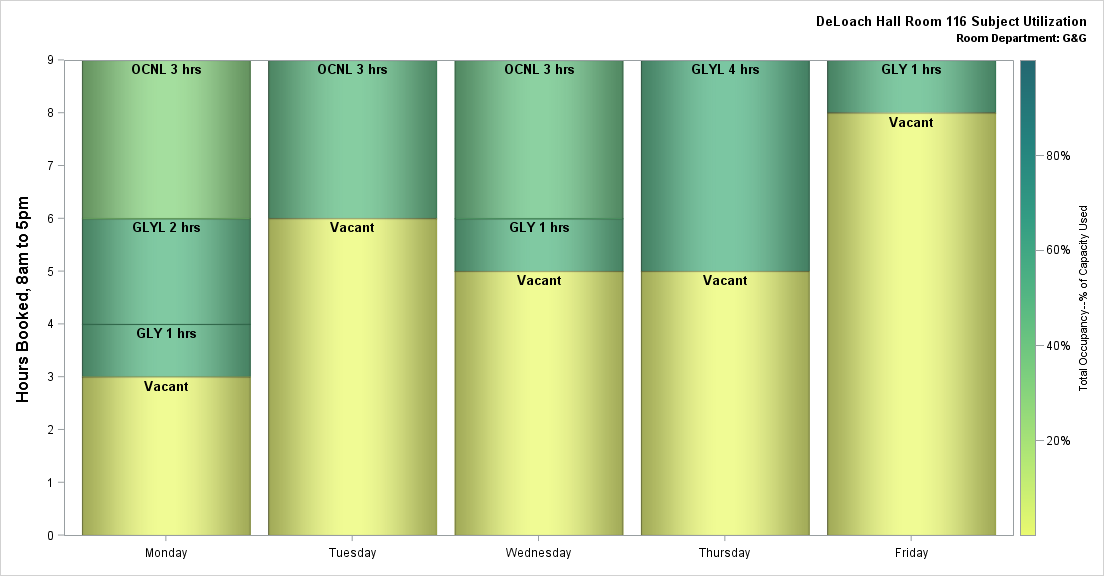 DeLoach Hall Room 116 Subject Utilization
Room Department: G&G
Hours Booked, 8am to 5pm
9
8
7
6
5
4
3
2
1
0
OCNL 3 hrs
GLYL 2 hrs
GLY 1 hrs
Vacant
OCNL 3 hrs
Vacant
OCNL 3 hrs
GLY 1 hrs
Vacant
GLYL 4 hrs
Vacant
GLY 1 hrs
Vacant
Monday
Tuesday
Wednesday
Thursday
Friday
80%
60%
40%
20%
Total Occupancy--% of Capacity Used